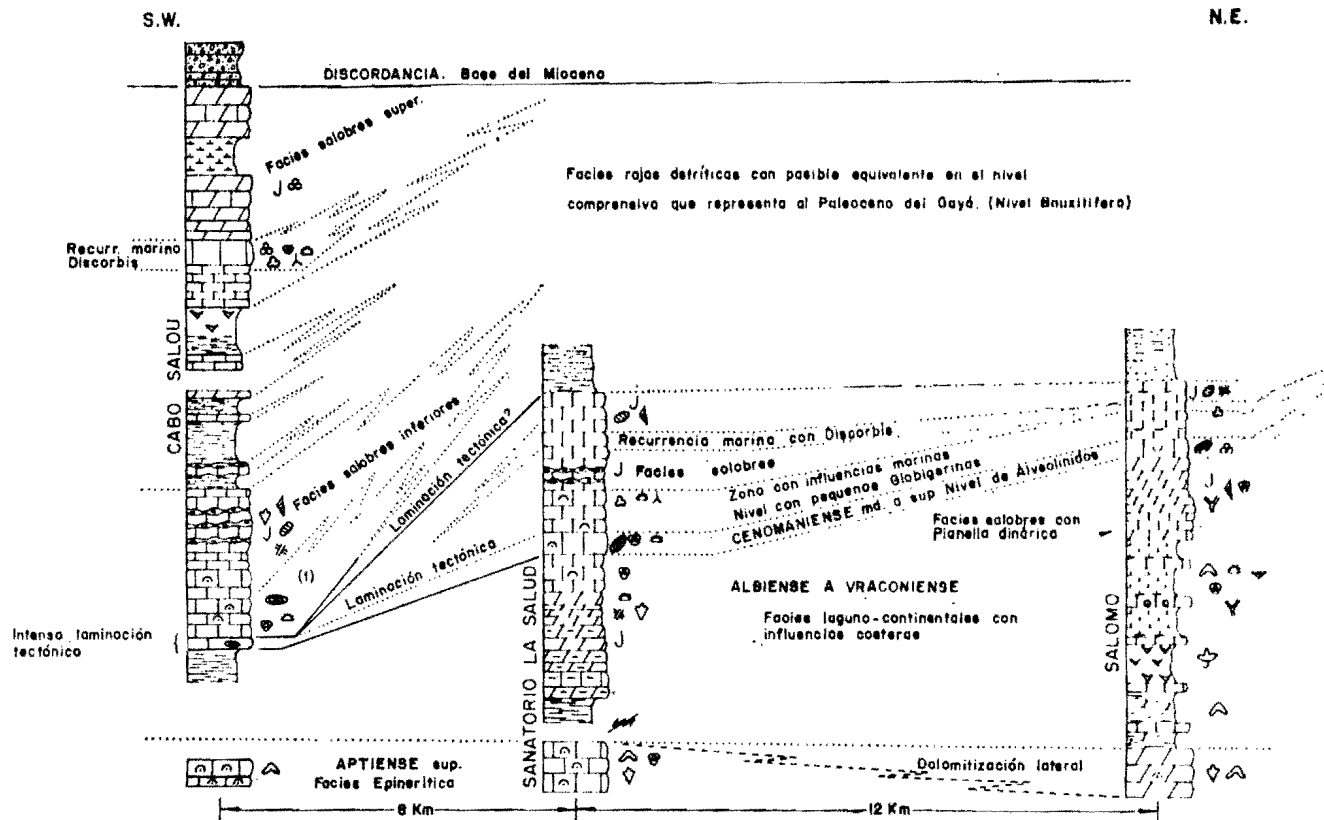 S.W.
N.E.
DISCORDANCIA. Base del Mioceno
Facies salobres super.
Facies rojas detríticas con posible equivalente en el nivel
comprensivo que representa al Paleoceno del Gayá. (Nivel Bauxitífero)
Recurr. marina
Discorbis
CABO SALOU
Facies salobres inferiores
Laminación tectónica?
Laminación tectónica
(1)
Intensa laminación
tectónica
Recurrencia marina con Discorbis
Facies salobres
Zona con influencias marinas
Nivel con pequeñas Globigerinas
CENOMANIENSE md. a sup Nivel de Alveolínidos
Facies salobres con
Pianella dinárica
ALBIENSE A VRACONIENSE
Facies laguno-continentales con
influencias costeras
SANATORIO LA SALUD
SALOMO
APTIENSE sup.
Facies Epinerítica
Dolomitización lateral
8 Km
12 Km